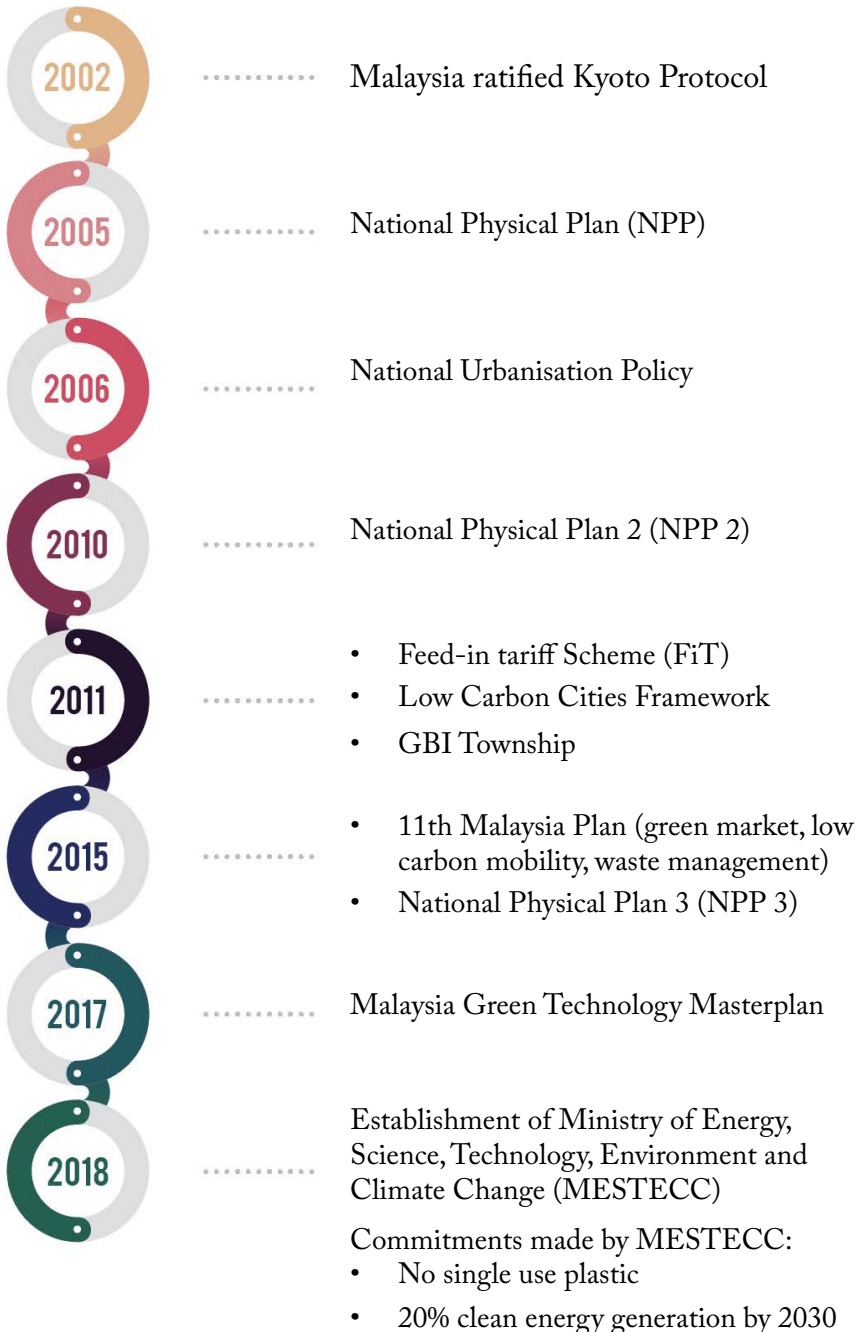 2002
Malaysia ratified Kyoto Protocol
2005
National Physical Plan (NPP)
2006
National Urbanisation Policy
2010
National Physical Plan 2 (NPP 2)
2011
• Feed-in tariff Scheme (FiT)
• Low Carbon Cities Framework
• GBI Township
2015
• 11th Malaysia Plan (green market, low
carbon mobility, waste management)
• National Physical Plan 3 (NPP 3)
2017
Malaysia Green Technology Masterplan
2018
Establishment of Ministry of Energy,
Science, Technology, Environment and
Climate Change (MESTECC)
Commitments made by MESTECC:
• No single use plastic
• 20% clean energy generation by 2030